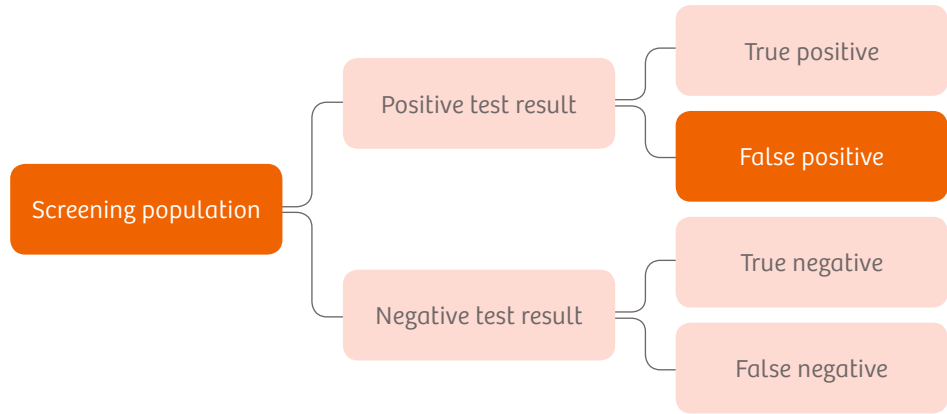 Screening population
Positive test result
True positive
False positive
Negative test result
True negative
False negative